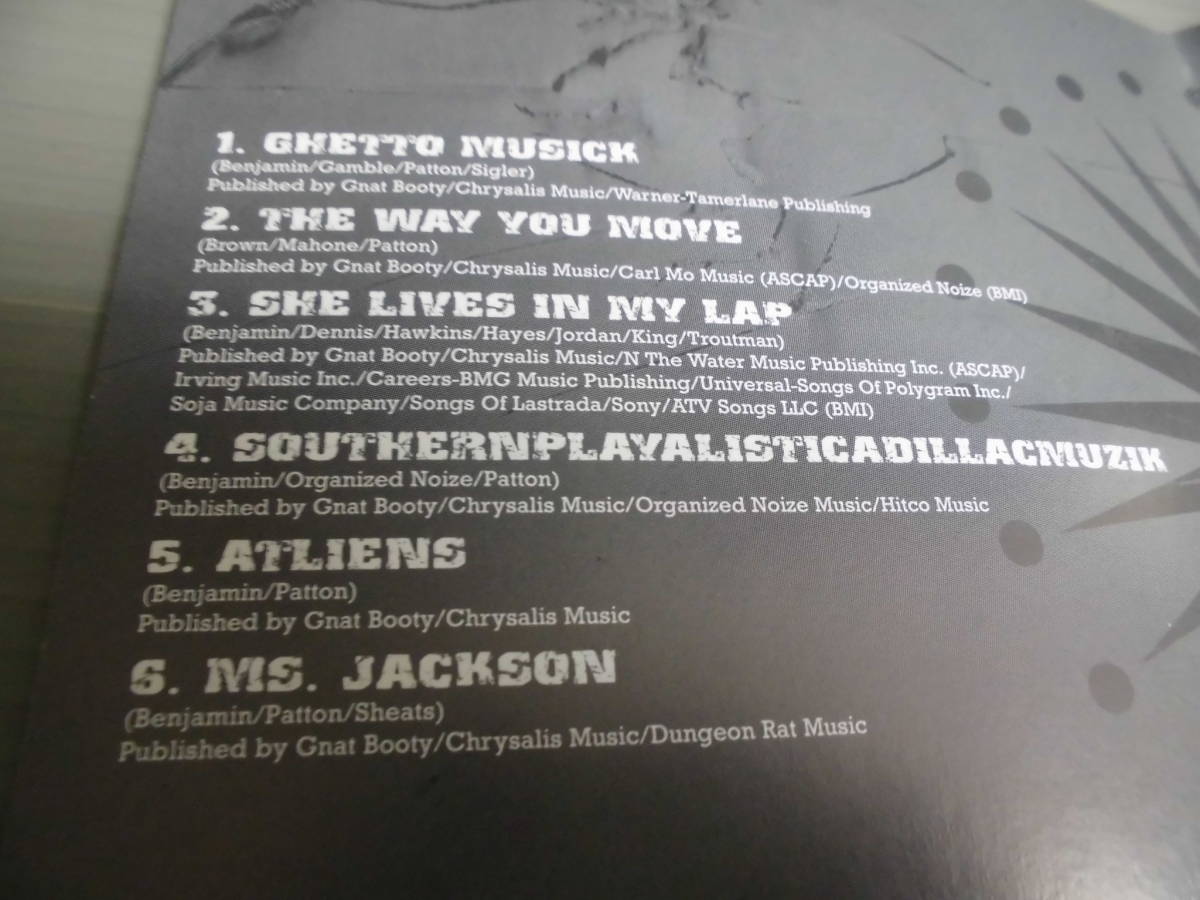 1. GHETTO MUSICK
(Benjamin/Gamble/Patton/Sigler)
Published by Gnat Booty/Chrysalis Music/Warner-Tamerlane Publishing
2. THE WAY YOU MOVE
(Brown/Mahone/Patton)
Published by Gnat Booty/Chrysalis Music/Carl Mo Music (ASCAP)/Organized Noize (BMI)
3. SHE LIVES IN MY LAP
(Benjamin/Dennis/Hawkins/Hayes/Jordan/King/Troutman)
Published by Gnat Booty/Chrysalis Music/N The Water Music Publishing Inc. (ASCAP)/
Irving Music Inc./Careers-BMG Music Publishing/Universal-Songs Of Polygram Inc./
Soja Music Company/Songs Of Lastrada/Sony/ATV Songs LLC (BMI)
4. SOUTHERNPLAYALISTICADILLACMUZIK
(Benjamin/Organized Noize/Patton)
Published by Gnat Booty/Chrysalis Music/Organized Noize Music/Hitco Music
5. ATLIENS
(Benjamin/Patton)
Published by Gnat Booty/Chrysalis Music
6. MS. JACKSON
(Benjamin/Patton/Sheats)
Published by Gnat Booty/Chrysalis Music/Dungeon Rat Music